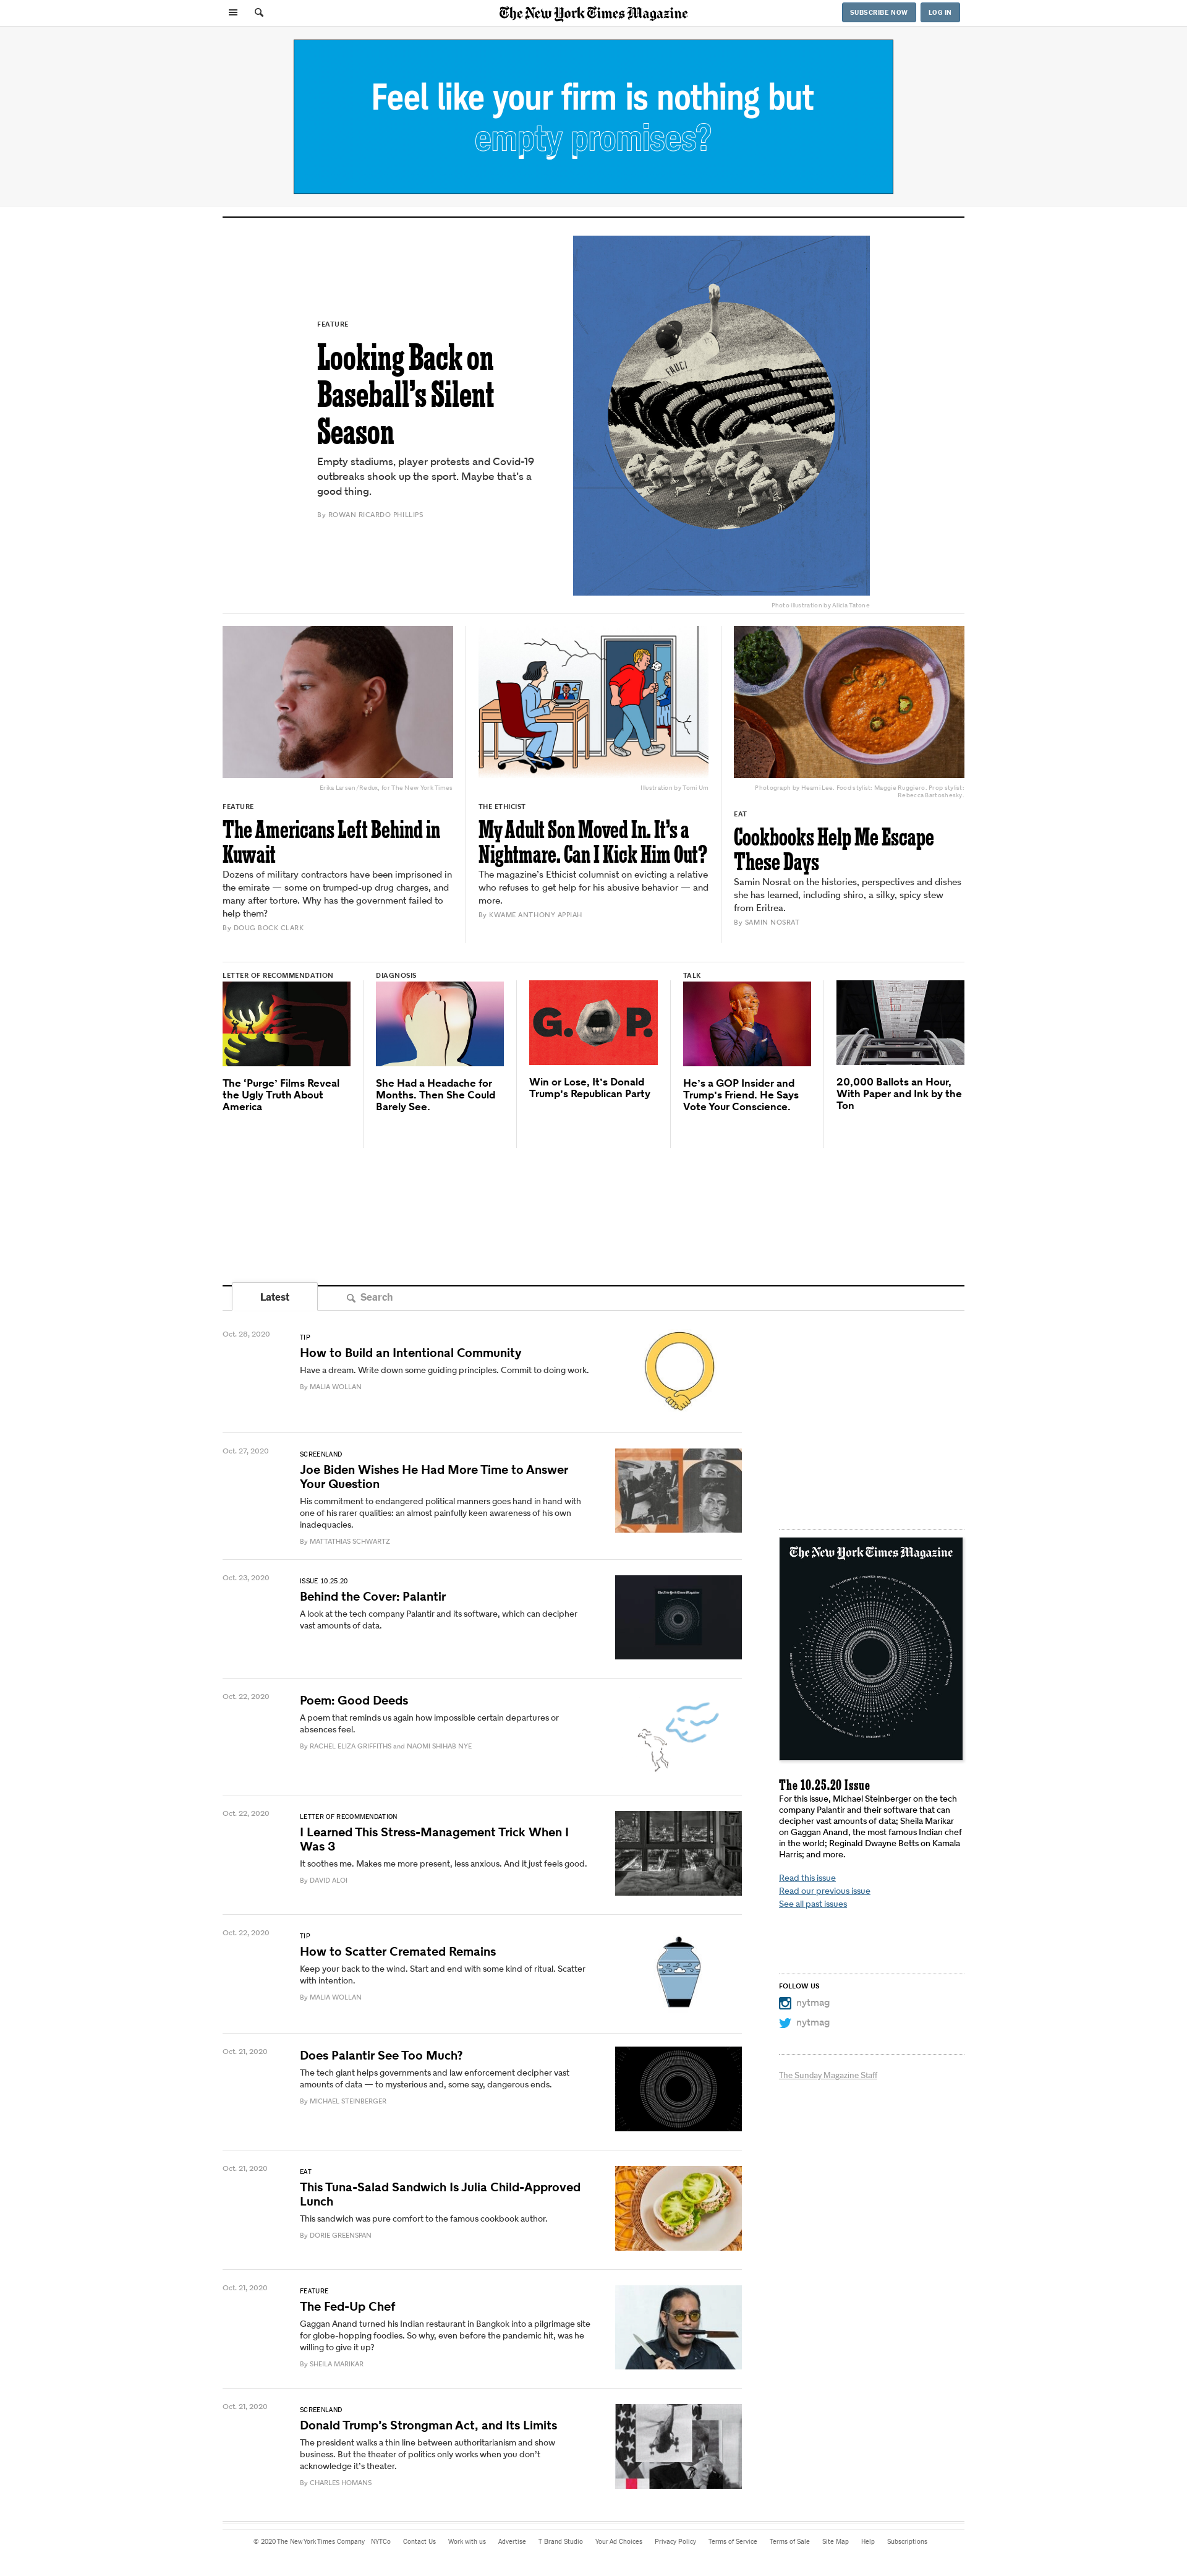 The New York Times Magazine
SUBSCRIBE NOW
LOG IN
Feel like your firm is nothing but
empty promises?
FEATURE
Looking Back on
Baseball’s Silent
Season
Empty stadiums, player protests and Covid-19
outbreaks shook up the sport. Maybe that’s a
good thing.
By ROWAN RICARDO PHILLIPS
FAUCI
Photo illustration by Alicia Tatone
Erika Larsen/Redux, for The New York Times
FEATURE
The Americans Left Behind in
Kuwait
Dozens of military contractors have been imprisoned in
the emirate — some on trumped-up drug charges, and
many after torture. Why has the government failed to
help them?
By DOUG BOCK CLARK
Illustration by Tomi Um
THE ETHICIST
My Adult Son Moved In. It’s a
Nightmare. Can I Kick Him Out?
The magazine’s Ethicist columnist on evicting a relative
who refuses to get help for his abusive behavior — and
more.
By KWAME ANTHONY APPIAH
Photograph by Heami Lee. Food stylist: Maggie Ruggiero. Prop stylist:
Rebecca Bartoshesky.
EAT
Cookbooks Help Me Escape
These Days
Samin Nosrat on the histories, perspectives and dishes
she has learned, including shiro, a silky, spicy stew
from Eritrea.
By SAMIN NOSRAT
LETTER OF RECOMMENDATION
The ‘Purge’ Films Reveal
the Ugly Truth About
America
DIAGNOSIS
She Had a Headache for
Months. Then She Could
Barely See.
G.O.P.
Win or Lose, It’s Donald
Trump’s Republican Party
TALK
He’s a GOP Insider and
Trump’s Friend. He Says
Vote Your Conscience.
20,000 Ballots an Hour,
With Paper and Ink by the
Ton
Latest
Search
Oct. 28, 2020
TIP
How to Build an Intentional Community
Have a dream. Write down some guiding principles. Commit to doing work.
By MALIA WOLLAN
Oct. 27, 2020
SCREENLAND
Joe Biden Wishes He Had More Time to Answer
Your Question
His commitment to endangered political manners goes hand in hand with
one of his rarer qualities: an almost painfully keen awareness of his own
inadequacies.
By MATTATHIAS SCHWARTZ
Oct. 23, 2020
ISSUE 10.25.20
Behind the Cover: Palantir
A look at the tech company Palantir and its software, which can decipher
vast amounts of data.
Oct. 22, 2020
Poem: Good Deeds
A poem that reminds us again how impossible certain departures or
absences feel.
By RACHEL ELIZA GRIFFITHS and NAOMI SHIHAB NYE
Oct. 22, 2020
LETTER OF RECOMMENDATION
I Learned This Stress-Management Trick When I
Was 3
It soothes me. Makes me more present, less anxious. And it just feels good.
By DAVID ALOI
Oct. 22, 2020
TIP
How to Scatter Cremated Remains
Keep your back to the wind. Start and end with some kind of ritual. Scatter
with intention.
By MALIA WOLLAN
Oct. 21, 2020
Does Palantir See Too Much?
The tech giant helps governments and law enforcement decipher vast
amounts of data — to mysterious and, some say, dangerous ends.
By MICHAEL STEINBERGER
Oct. 21, 2020
EAT
This Tuna-Salad Sandwich Is Julia Child-Approved
Lunch
This sandwich was pure comfort to the famous cookbook author.
By DORIE GREENSPAN
Oct. 21, 2020
FEATURE
The Fed-Up Chef
Gaggan Anand turned his Indian restaurant in Bangkok into a pilgrimage site
for globe-hopping foodies. So why, even before the pandemic hit, was he
willing to give it up?
By SHEILA MARIKAR
Oct. 21, 2020
SCREENLAND
Donald Trump’s Strongman Act, and Its Limits
The president walks a thin line between authoritarianism and show
business. But the theater of politics only works when you don’t
acknowledge it’s theater.
By CHARLES HOMANS
The New York Times Magazine
The 10.25.20 Issue
For this issue, Michael Steinberger on the tech
company Palantir and their software that can
decipher vast amounts of data; Sheila Marikar
on Gaggan Anand, the most famous Indian chef
in the world; Reginald Dwayne Betts on Kamala
Harris; and more.
Read this issue
Read our previous issue
See all past issues
FOLLOW US
nytmag
nytmag
The Sunday Magazine Staff
© 2020 The New York Times Company NYTCo Contact Us Work with us Advertise T Brand Studio Your Ad Choices Privacy Policy Terms of Service Terms of Sale Site Map Help Subscriptions